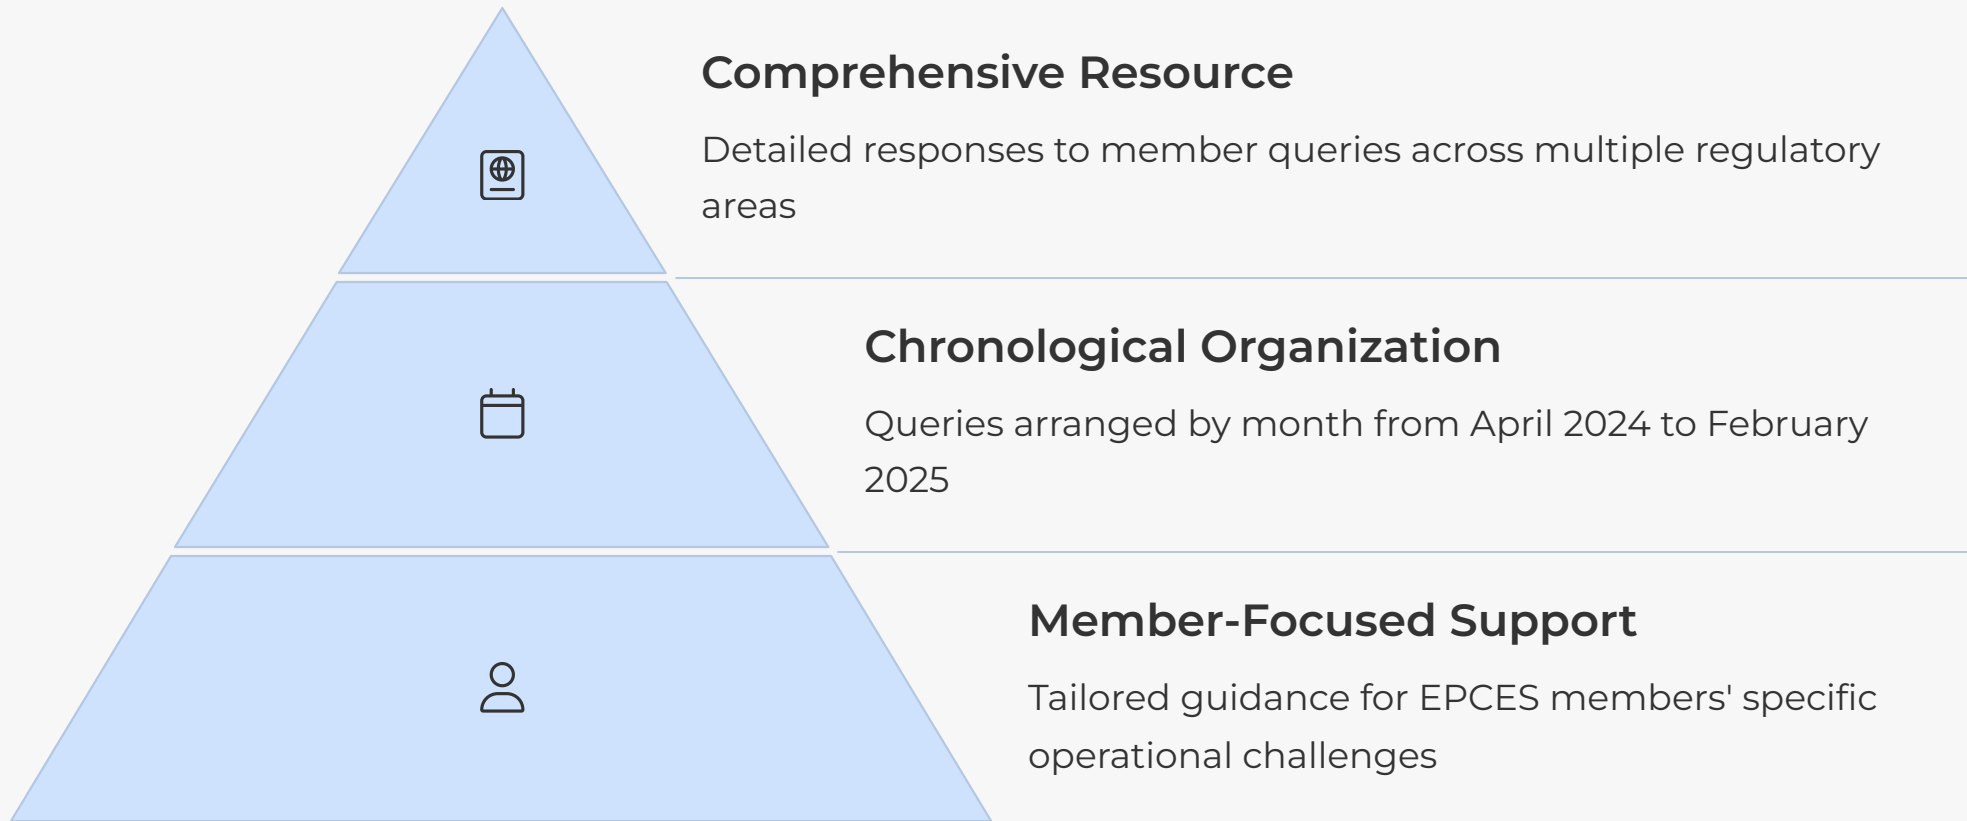 Comprehensive Resource
Detailed responses to member queries across multiple regulatory
areas
Chronological Organization
Queries arranged by month from April 2024 to February
2025
Member-Focused Support
Tailored guidance for EPCES members' specific
operational challenges